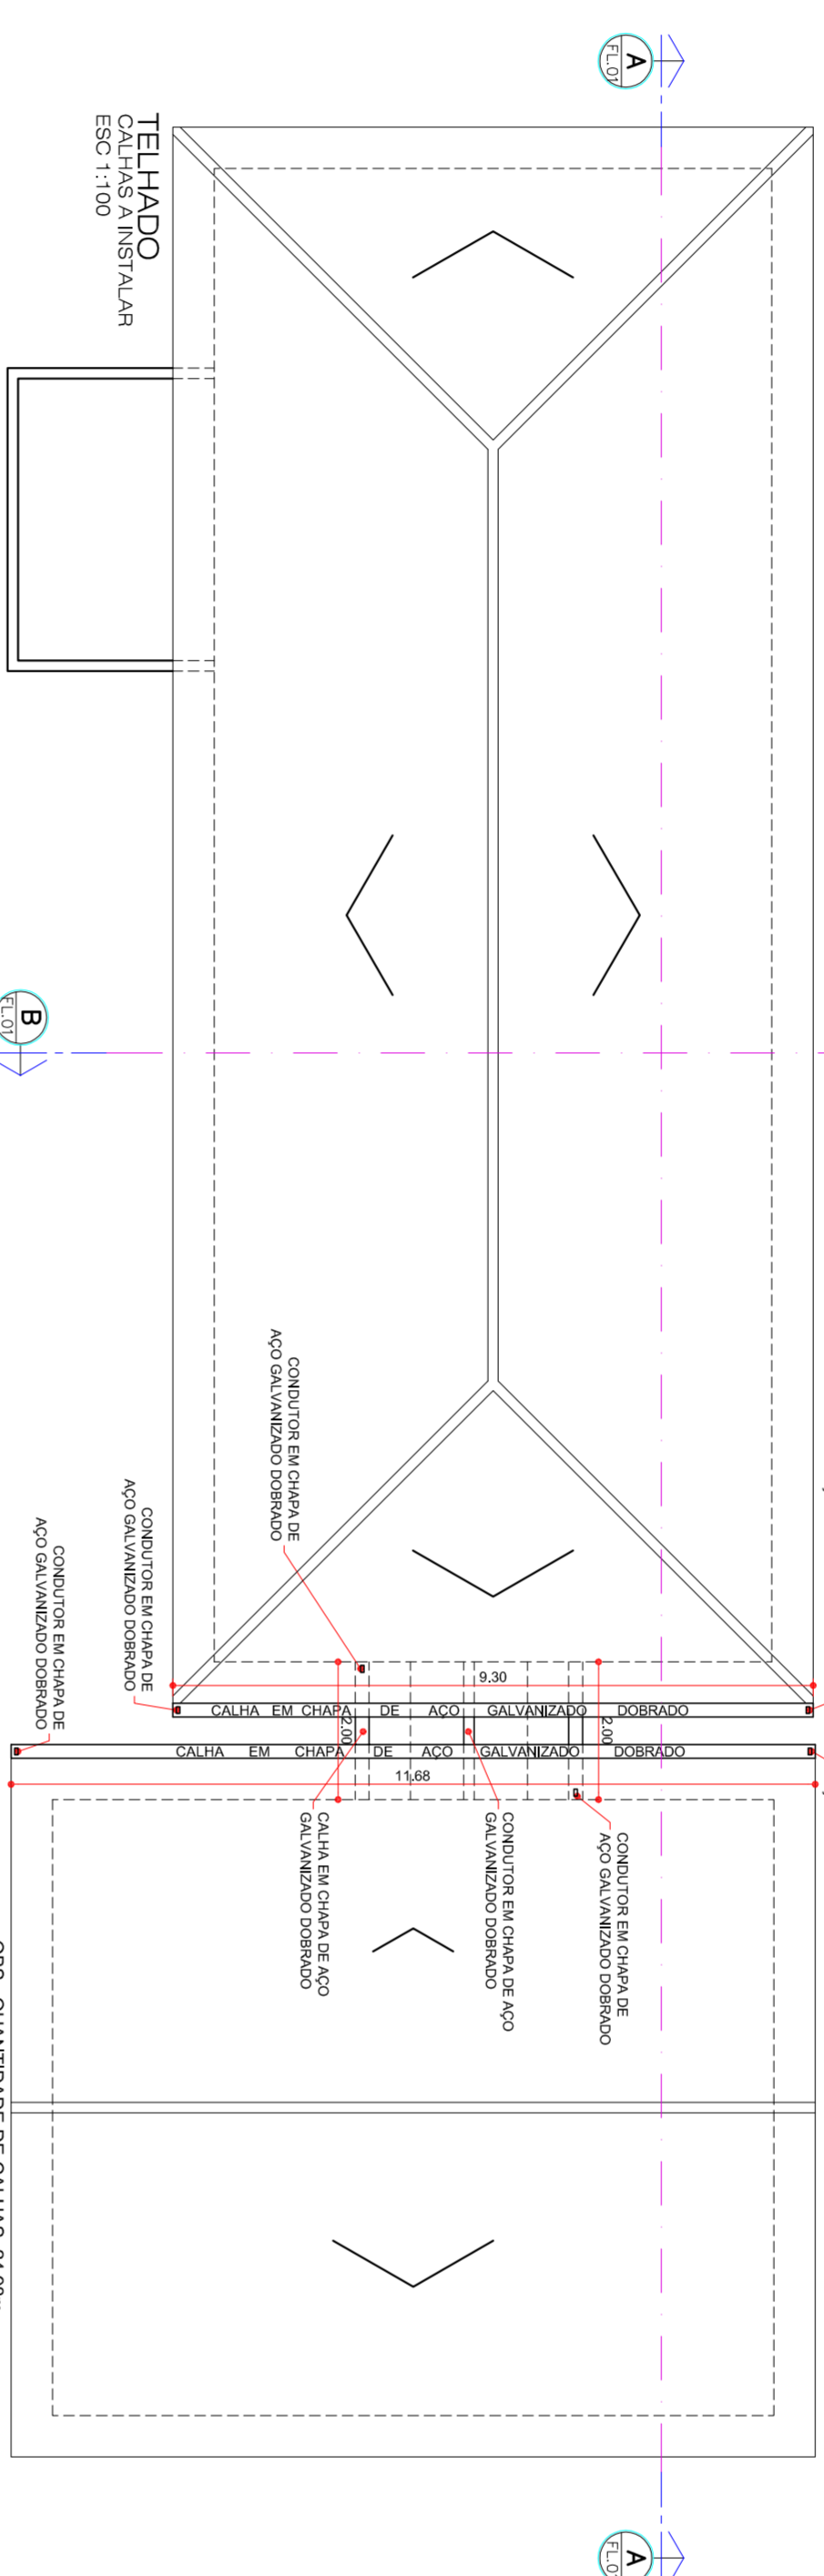 A
FL.01
TELHADO
CALHAS A INSTALAR
ESC 1:100
B
FL.01
CONDUTOR EM CHAPA DE
AÇO GALVANIZADO DOBRADO
CONDUTOR EM CHAPA DE
AÇO GALVANIZADO DOBRADO
CONDUTOR EM CHAPA DE
AÇO GALVANIZADO DOBRADO
9.30
CALHA EM CHAPA DE AÇO GALVANIZADO DOBRADO
2.00
2.00
CALHA EM CHAPA DE AÇO GALVANIZADO DOBRADO
11.68
CALHA EM CHAPA DE AÇO
GALVANIZADO DOBRADO
CONDUTOR EM CHAPA DE AÇO
GALVANIZADO DOBRADO
CONDUTOR EM CHAPA DE
AÇO GALVANIZADO DOBRADO
A